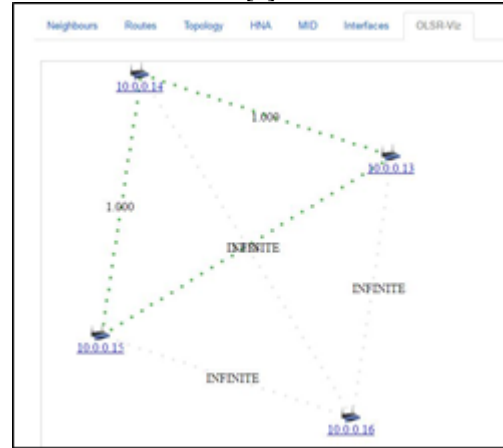 Neighbours Routes Topology HNA MID Interfaces OLSR-Viz
10.0.0.14
1.000
10.0.0.13
1.000
INFINITE
INFINITE
10.0.0.15
INFINITE
10.0.0.16